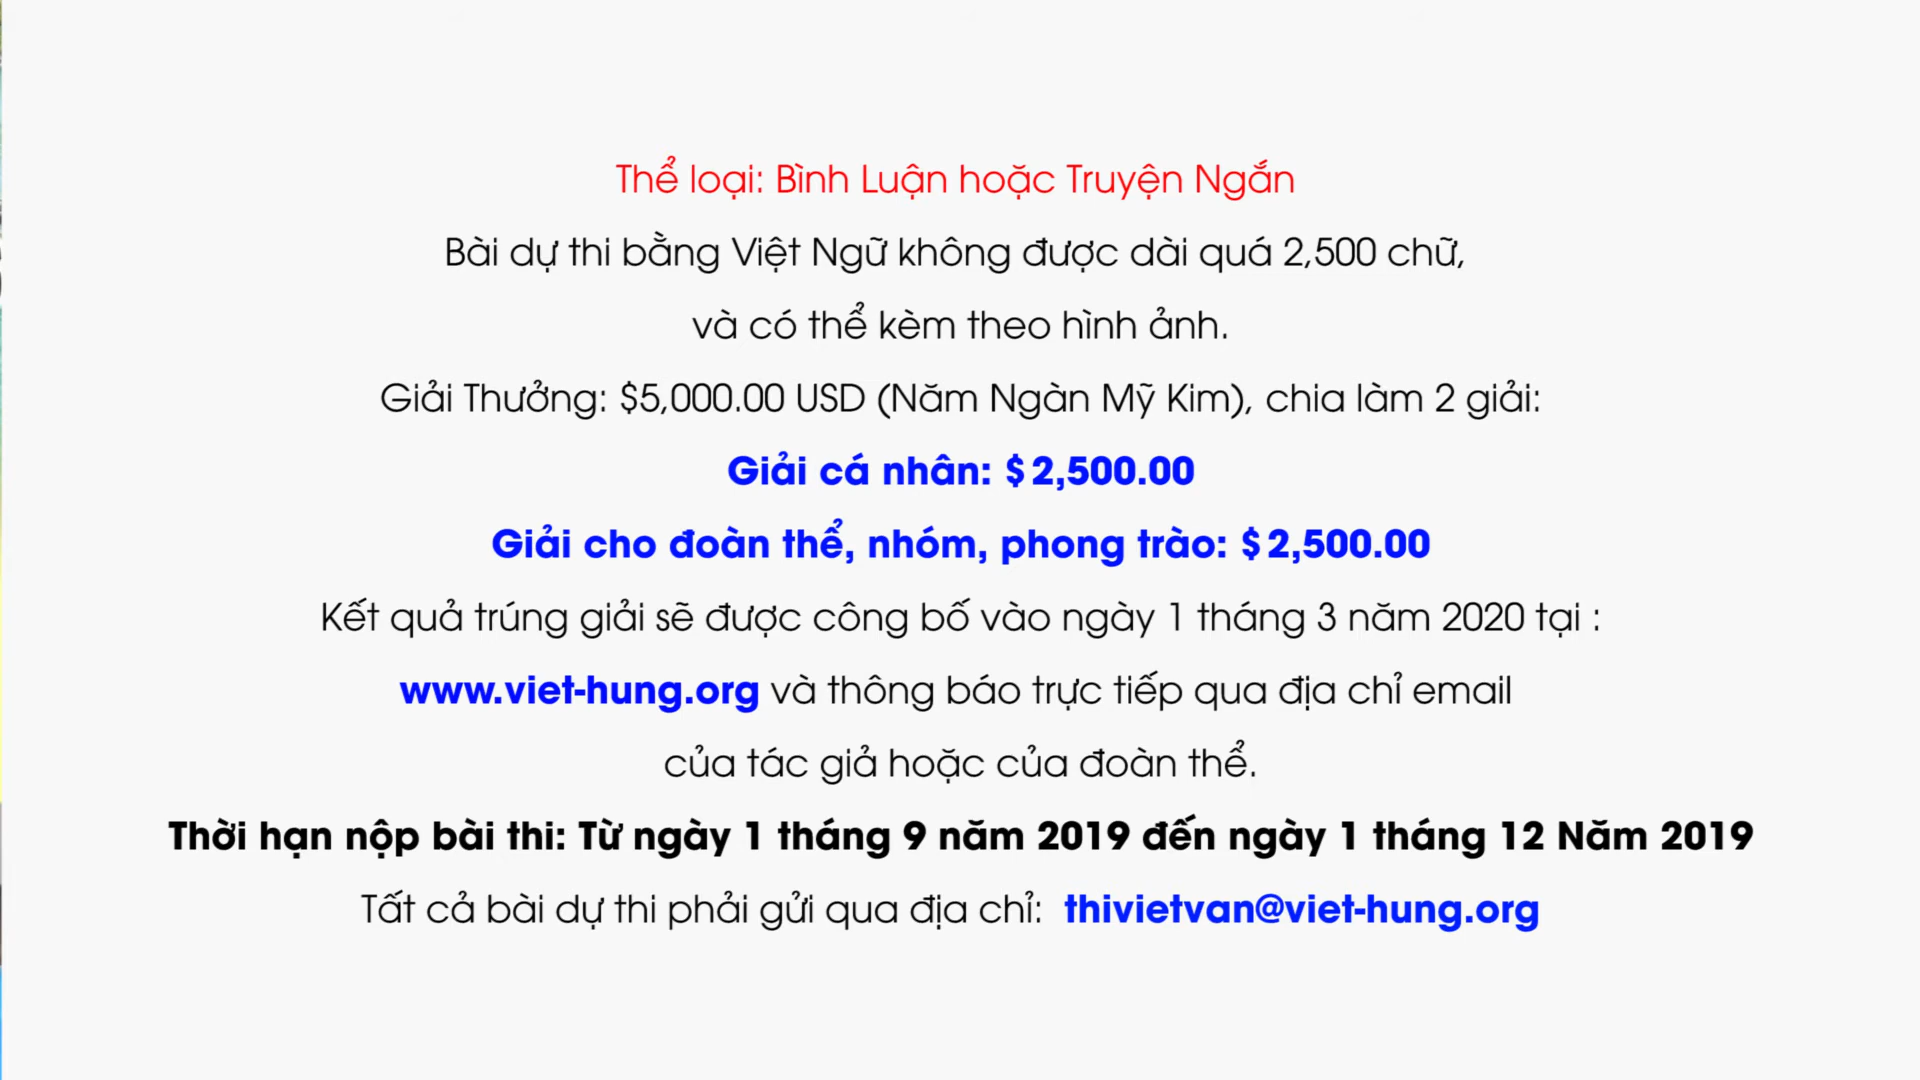 Thể loại: Bình Luận hoặc Truyện Ngắn
Bài dự thi bằng Việt Ngữ không được dài quá 2,500 chữ,
và có thể kèm theo hình ảnh.
Giải Thưởng: $5,000.00 USD (Năm Ngàn Mỹ Kim), chia làm 2 giải:
Giải cá nhân: $2,500.00
Giải cho đoàn thể, nhóm, phong trào: $2,500.00
Kết quả trúng giải sẽ được công bố vào ngày 1 tháng 3 năm 2020 tại :
www.viet-hung.org và thông báo trực tiếp qua địa chỉ email
của tác giả hoặc của đoàn thể.
Thời hạn nộp bài thi: Từ ngày 1 tháng 9 năm 2019 đến ngày 1 tháng 12 Năm 2019
Tất cả bài dự thi phải gửi qua địa chỉ: thivietvan@viet-hung.org